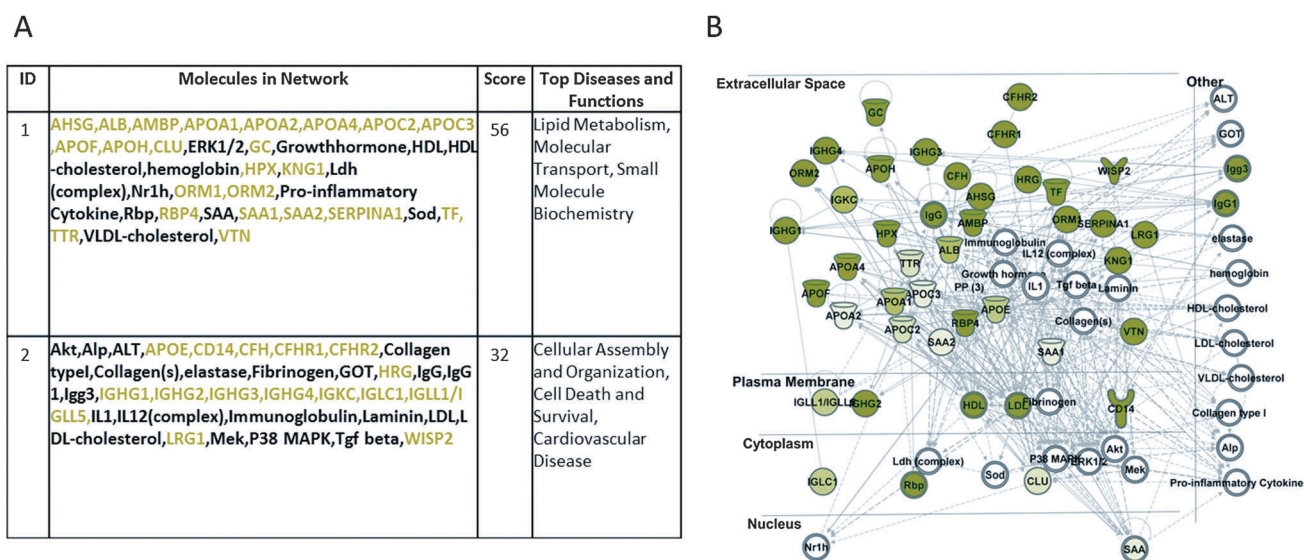 A
B
ID
Molecules in Network
Score
Top Diseases and
Functions
1
AHSG,ALB,AMBP,APOA1,APOA2,APOA4,APOC2,APOC3
,APOF,APOH,CLU,ERK1/2,GC,Growthhormone,HDL,HDL
-cholesterol,hemoglobin,HPX,KNG1,Ldh
(complex),Nr1h,ORM1,ORM2,Pro-inflammatory
Cytokine,Rbp,RBP4,SAA,SAA1,SAA2,SERPINA1,Sod,TF,
TTR,VLDL-cholesterol,VTN
56
Lipid Metabolism,
Molecular
Transport, Small
Molecule
Biochemistry
2
Akt,Alp,ALT,APOE,CD14,CFH,CFHR1,CFHR2,Collagen
typeI,Collagen(s),elastase,Fibrinogen,GOT,HRG,IgG,IgG
1,Igg3,IGHG1,IGHG2,IGHG3,IGHG4,IGKC,IGLC1,IGLL1/I
GLL5,IL1,IL12(complex),Immunoglobulin,Laminin,LDL,L
DL-cholesterol,LRG1,Mek,P38 MAPK,Tgf beta,WISP2
32
Cellular Assembly
and Organization,
Cell Death and
Survival,
Cardiovascular
Disease
Extracellular Space
Other
CFHR2
ALT
GC
CFHR1
GOT
IGHG4
IGHG3
ORM2
APOH
CFH
HRG
WISP2
Igg3
IGKC
AHSG
TF
IgG1
IgG
AMBP
ORM1
SERPINA1
IGHG1
HPX
LRG1
elastase
Immunoglobulin
ALB
IL12 (complex)
TTR
KNG1
APOA4
Growth hormone
hemoglobin
PP (3)
IL1
Tgf beta
Laminin
APOF
APOC3
APOA1
APOE
HDL-cholesterol
APOA2
APOC2
RBP4
Collagen(s)
VTN
SAA2
SAA1
LDL-cholesterol
Plasma Membrane
VLDL-cholesterol
IGHG2
HDL
LDL
Fibrinogen
CD14
Collagen type I
Cytoplasm
Akt
Alp
Ldh (complex)
P38 MAPK
ERK1/2
Mek
Sod
IGLC1
Rbp
CLU
Pro-inflammatory Cytokine
Nucleus
Nr1h
SAA